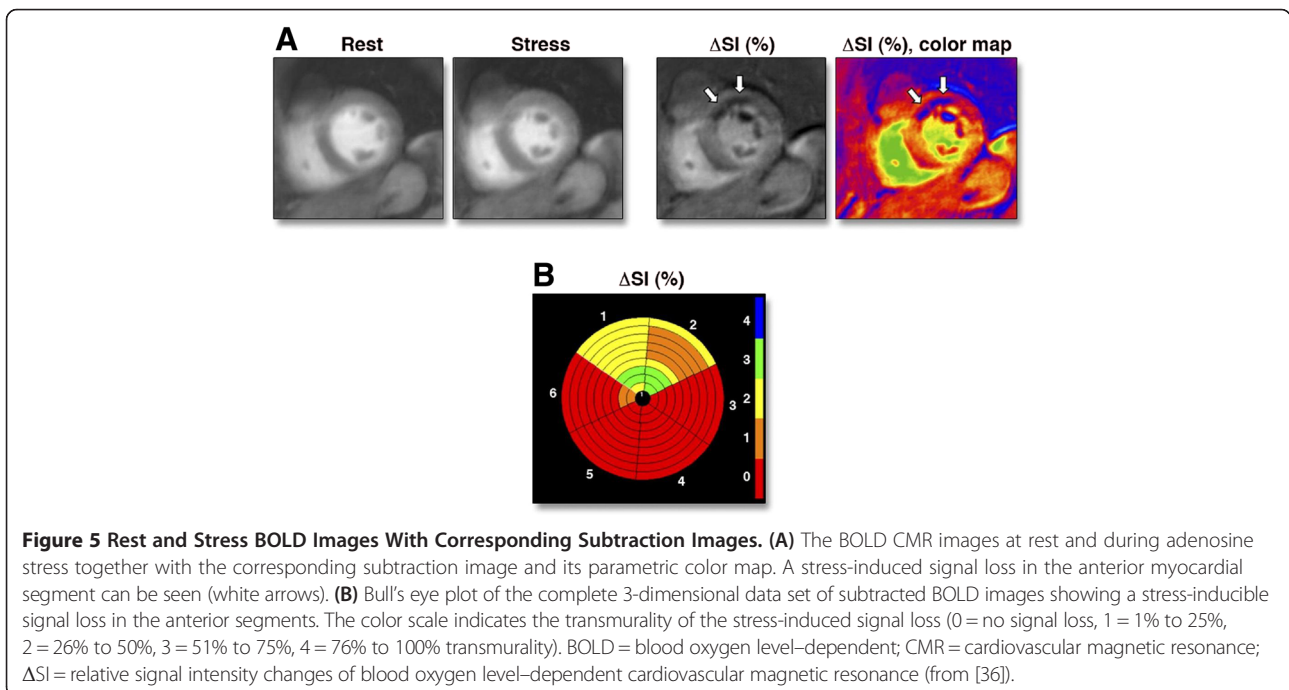 A
Rest
Stress
ΔSI (%)
ΔSI (%), color map
B
ΔSI (%)
1
2
3
4
5
6
4
3
2
1
0
Figure 5 Rest and Stress BOLD Images With Corresponding Subtraction Images. (A) The BOLD CMR images at rest and during adenosine
stress together with the corresponding subtraction image and its parametric color map. A stress-induced signal loss in the anterior myocardial
segment can be seen (white arrows). (B) Bull's eye plot of the complete 3-dimensional data set of subtracted BOLD images showing a stress-inducible
signal loss in the anterior segments. The color scale indicates the transmurality of the stress-induced signal loss (0 = no signal loss, 1 = 1% to 25%,
2 = 26% to 50%, 3 = 51% to 75%, 4 = 76% to 100% transmurality). BOLD = blood oxygen level–dependent; CMR = cardiovascular magnetic resonance;
ΔSI = relative signal intensity changes of blood oxygen level–dependent cardiovascular magnetic resonance (from [36]).